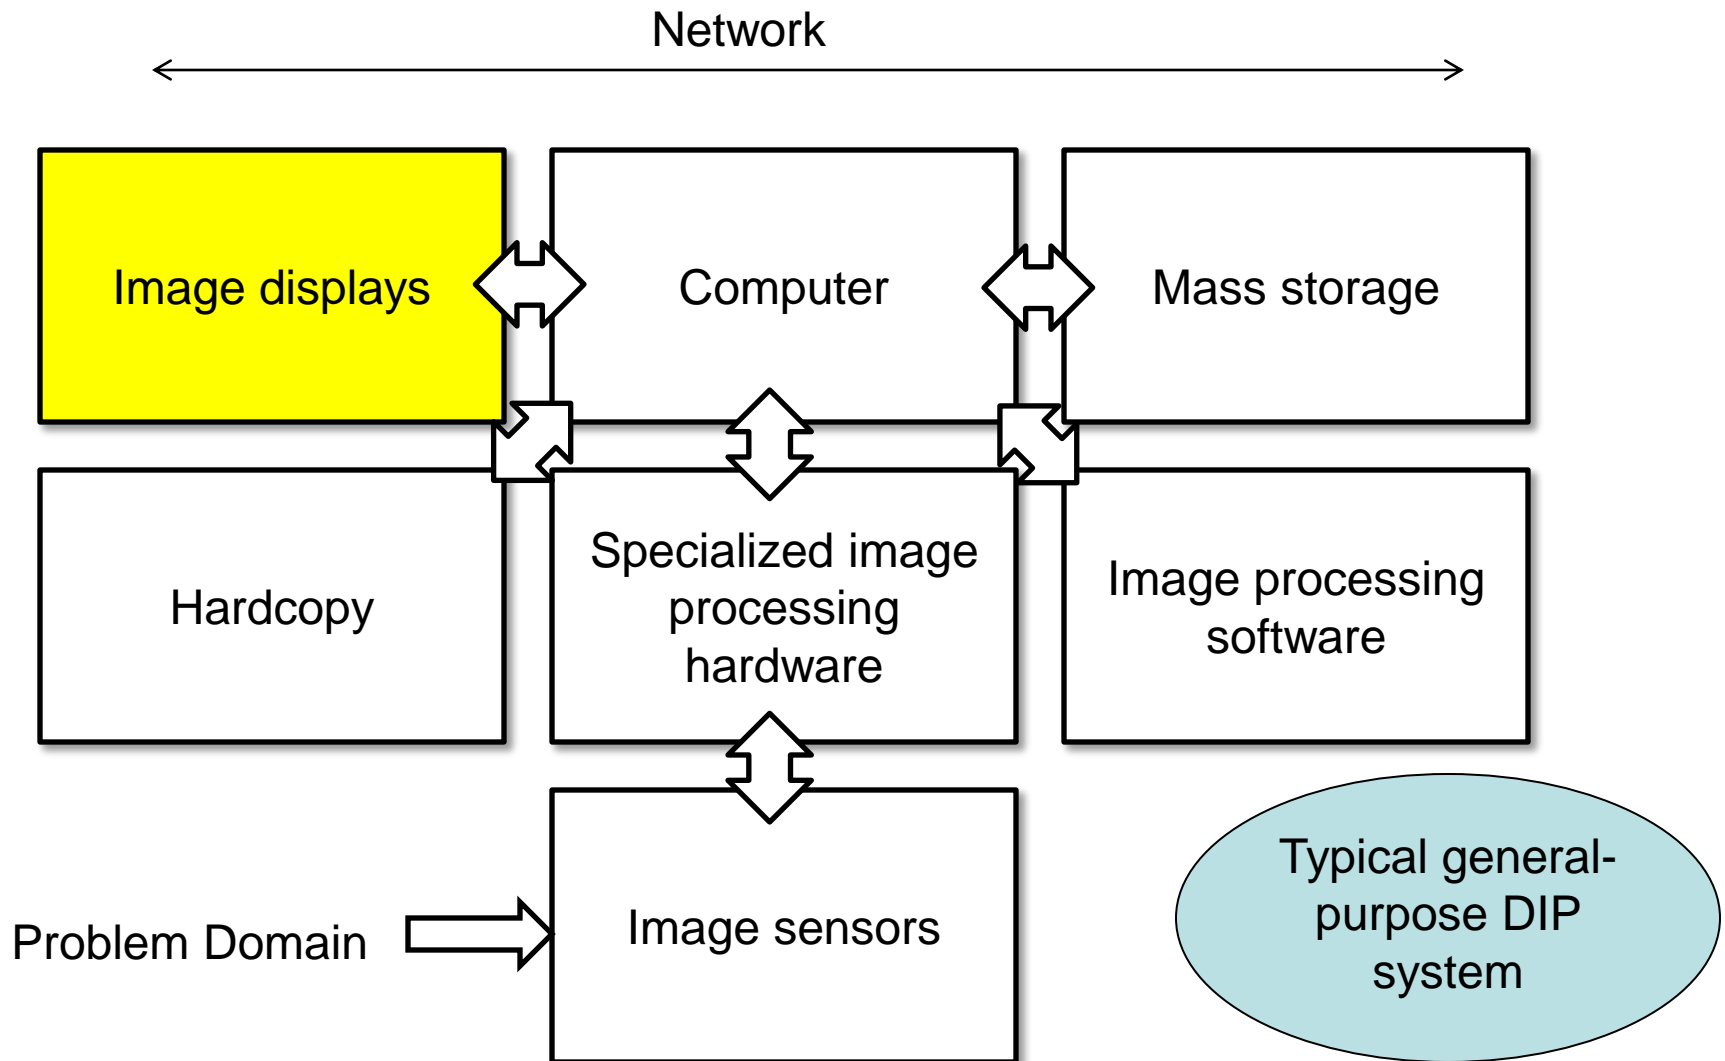 Network
Image displays
Computer
Mass storage
Hardcopy
Specialized image
processing
hardware
Image processing
software
Problem Domain
Image sensors
Typical general-
purpose DIP
system